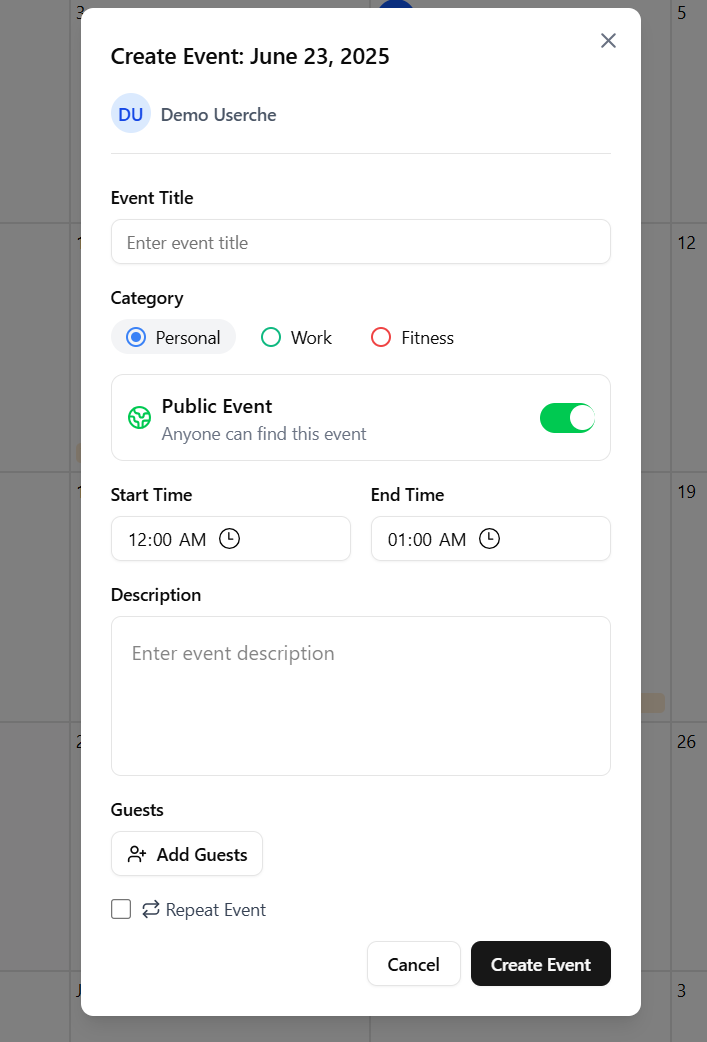 3
5
Create Event: June 23, 2025
DU Demo Userche
Event Title
Enter event title
12
Category
Personal Work Fitness
Public Event
Anyone can find this event
19
Start Time End Time
12:00 AM 01:00 AM
Description
Enter event description
26
Guests
Add Guests
Repeat Event
Cancel Create Event
3